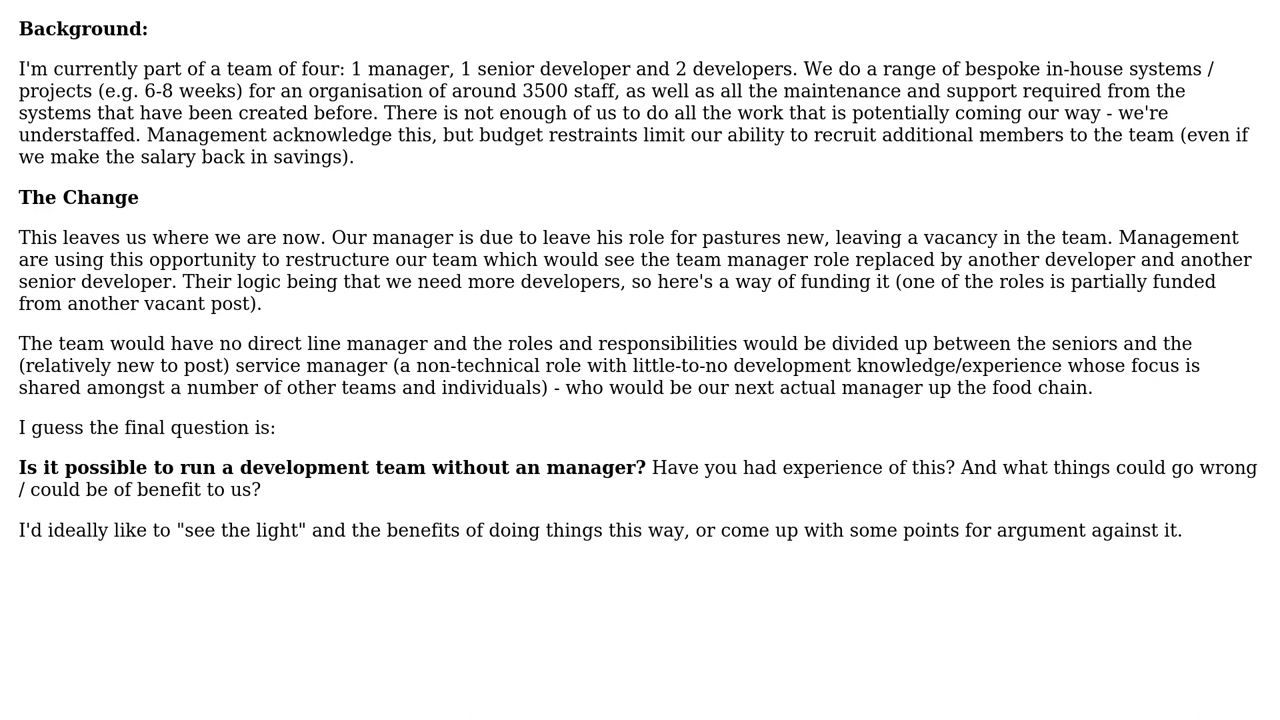 Background:
I'm currently part of a team of four: 1 manager, 1 senior developer and 2 developers. We do a range of bespoke in-house systems /
projects (e.g. 6-8 weeks) for an organisation of around 3500 staff, as well as all the maintenance and support required from the
systems that have been created before. There is not enough of us to do all the work that is potentially coming our way - we're
understaffed. Management acknowledge this, but budget restraints limit our ability to recruit additional members to the team (even if
we make the salary back in savings).
The Change
This leaves us where we are now. Our manager is due to leave his role for pastures new, leaving a vacancy in the team. Management
are using this opportunity to restructure our team which would see the team manager role replaced by another developer and another
senior developer. Their logic being that we need more developers, so here's a way of funding it (one of the roles is partially funded
from another vacant post).
The team would have no direct line manager and the roles and responsibilities would be divided up between the seniors and the
(relatively new to post) service manager (a non-technical role with little-to-no development knowledge/experience whose focus is
shared amongst a number of other teams and individuals) - who would be our next actual manager up the food chain.
I guess the final question is:
Is it possible to run a development team without an manager? Have you had experience of this? And what things could go wrong
/ could be of benefit to us?
I'd ideally like to "see the light" and the benefits of doing things this way, or come up with some points for argument against it.